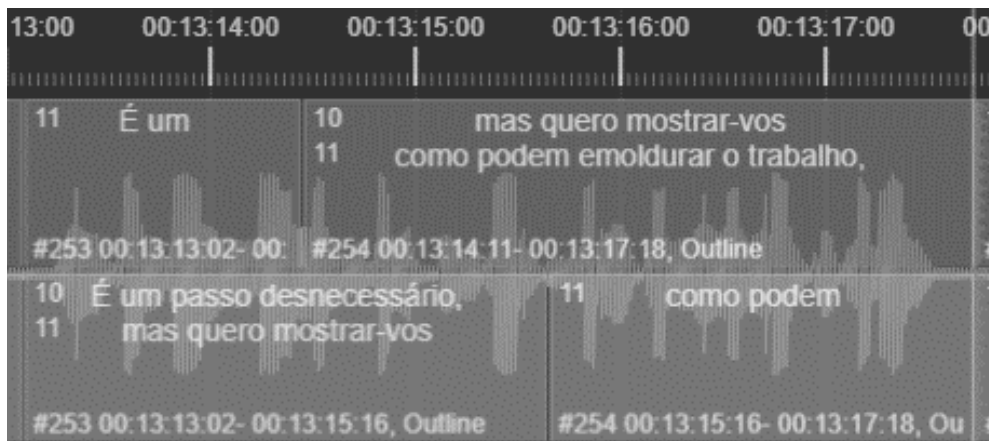 13:00 00:13:14:00 00:13:15:00 00:13:16:00 00:13:17:00 00
11 É um
10 mas quero mostrar-vos
11 como podem emoldurar o trabalho,
#253 00:13:13:02- 00: #254 00:13:14:11- 00:13:17:18, Outline
10 É um passo desnecessário,
11 mas quero mostrar-vos
11 como podem
#253 00:13:13:02- 00:13:15:16, Outline #254 00:13:15:16- 00:13:17:18, Ou